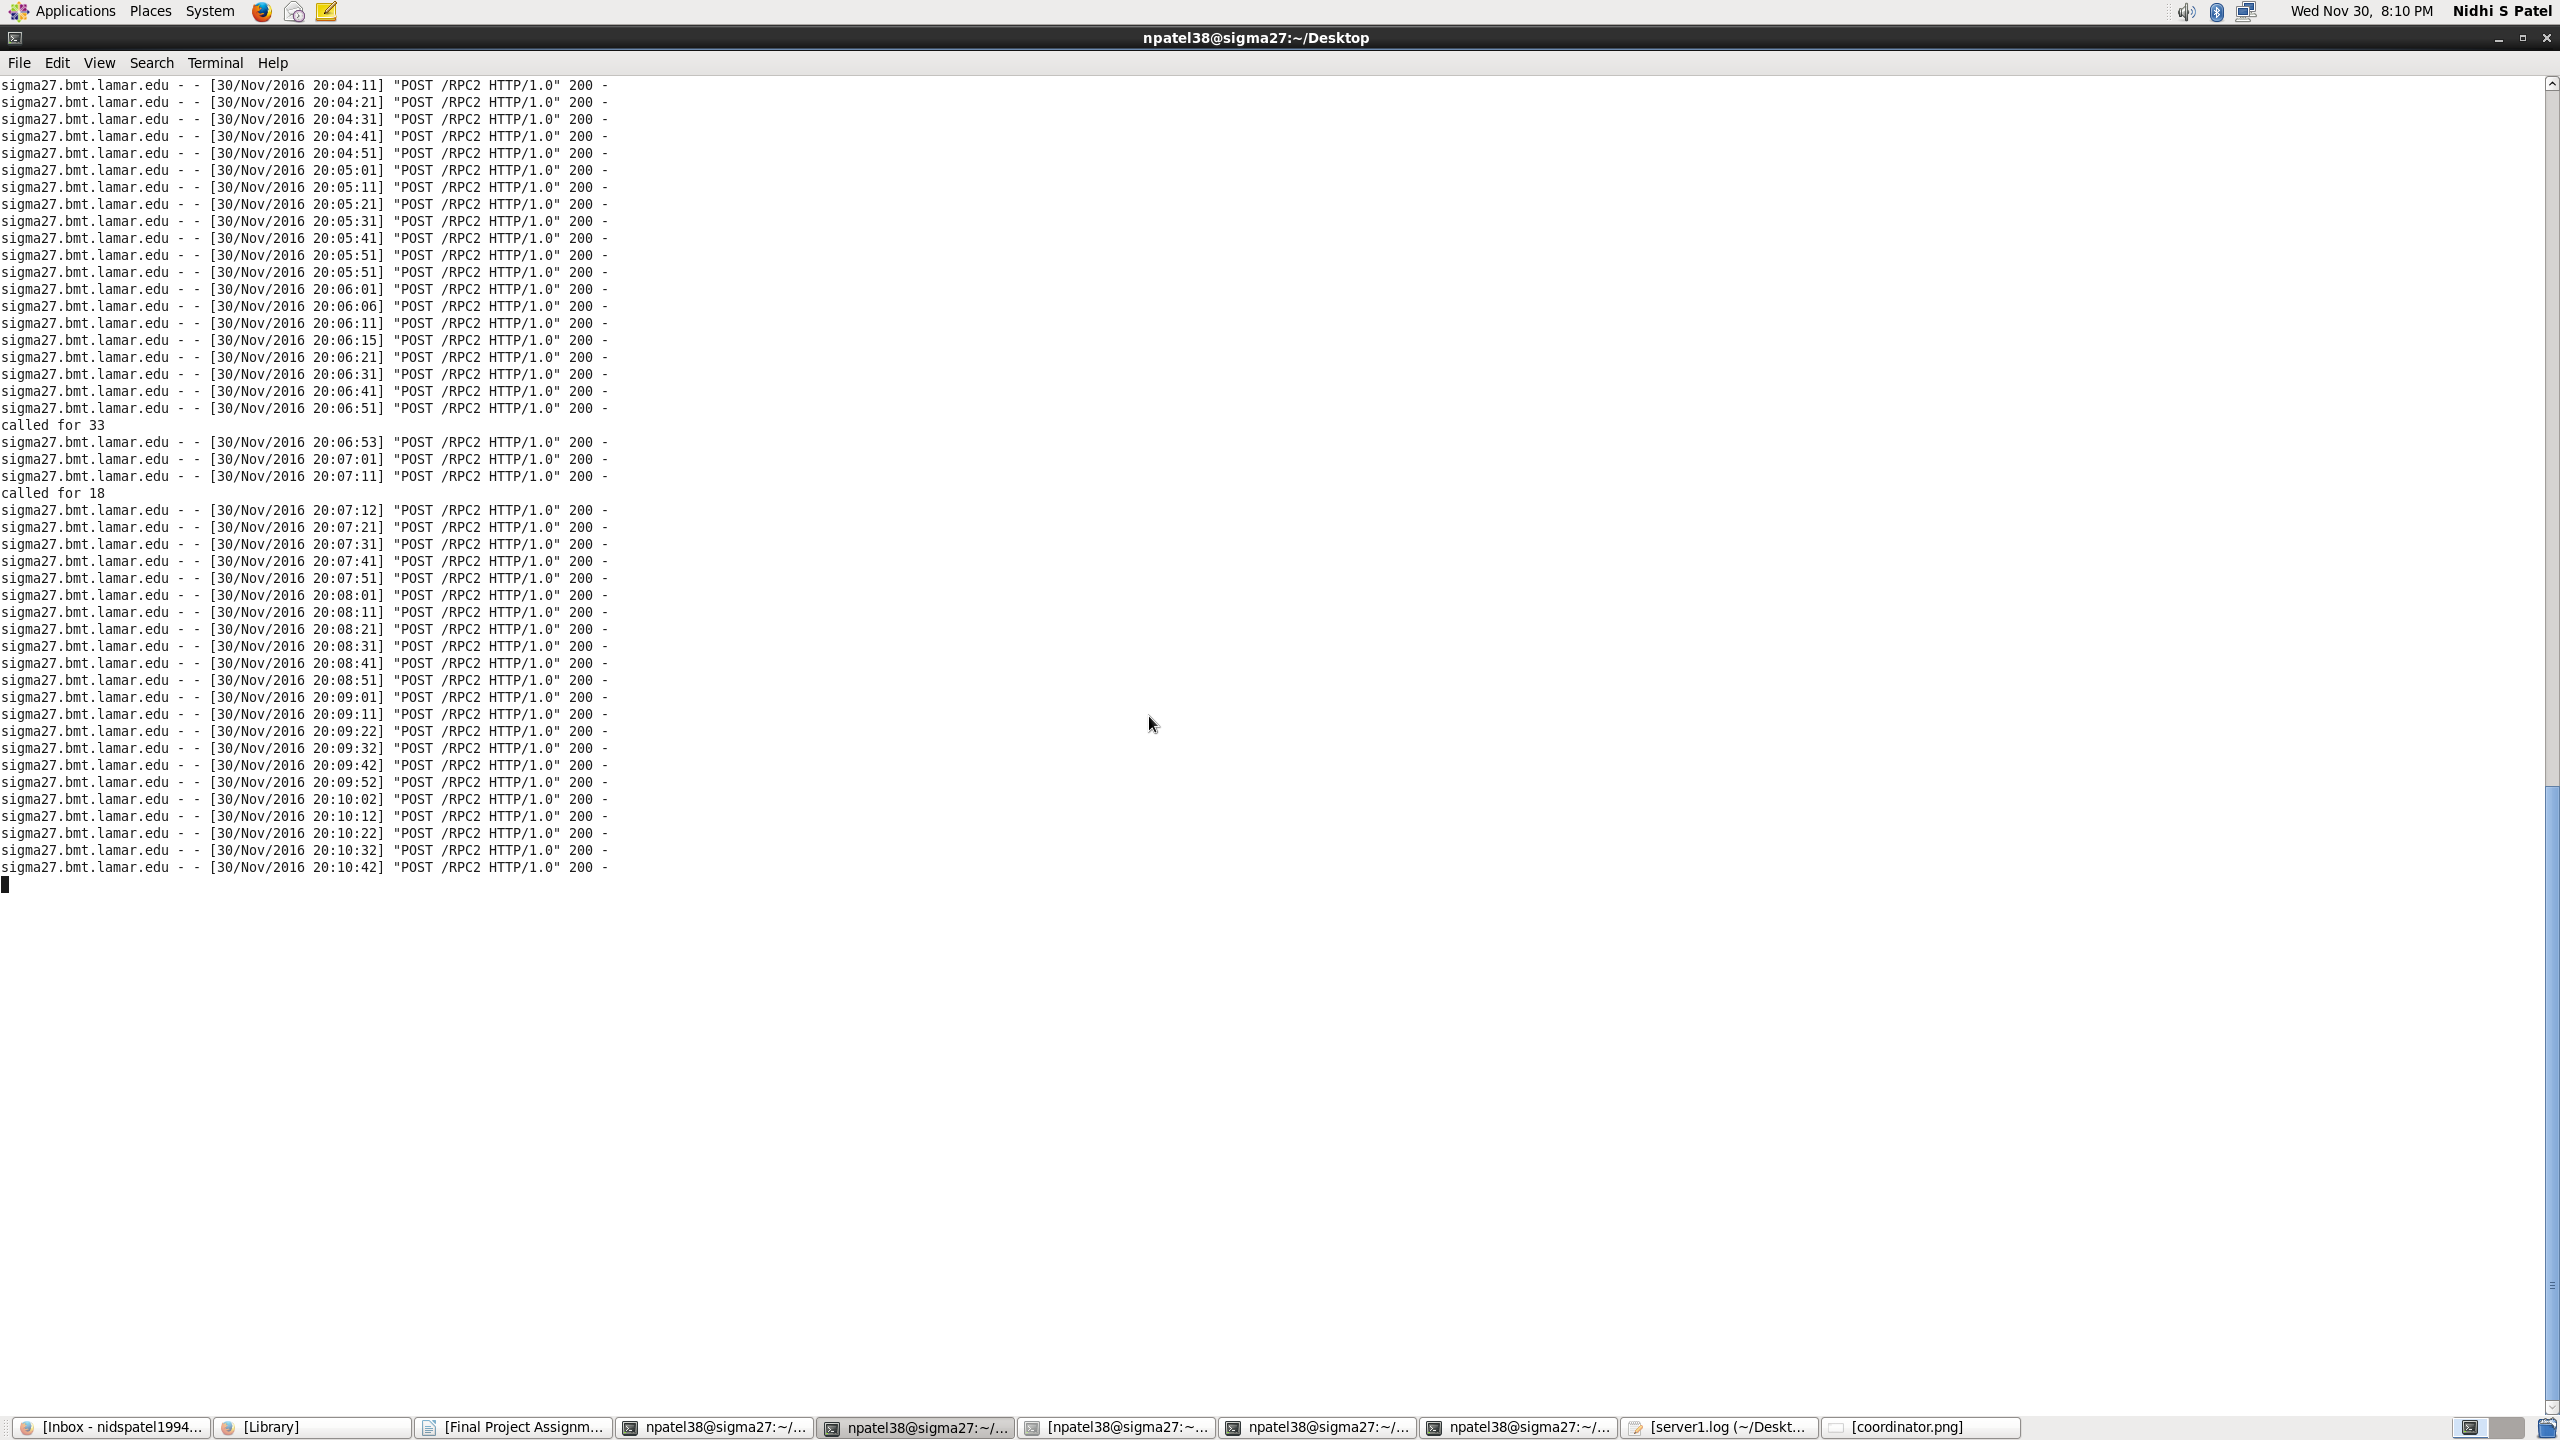 Applications Places System Wed Nov 30, 8:10 PM Nidhi S Patel
npatel38@sigma27:~/Desktop
File Edit View Search Terminal Help
sigma27.bmt.lamar.edu - - [30/Nov/2016 20:04:11] "POST /RPC2 HTTP/1.0" 200 -
sigma27.bmt.lamar.edu - - [30/Nov/2016 20:04:21] "POST /RPC2 HTTP/1.0" 200 -
sigma27.bmt.lamar.edu - - [30/Nov/2016 20:04:31] "POST /RPC2 HTTP/1.0" 200 -
sigma27.bmt.lamar.edu - - [30/Nov/2016 20:04:41] "POST /RPC2 HTTP/1.0" 200 -
sigma27.bmt.lamar.edu - - [30/Nov/2016 20:04:51] "POST /RPC2 HTTP/1.0" 200 -
sigma27.bmt.lamar.edu - - [30/Nov/2016 20:05:01] "POST /RPC2 HTTP/1.0" 200 -
sigma27.bmt.lamar.edu - - [30/Nov/2016 20:05:11] "POST /RPC2 HTTP/1.0" 200 -
sigma27.bmt.lamar.edu - - [30/Nov/2016 20:05:21] "POST /RPC2 HTTP/1.0" 200 -
sigma27.bmt.lamar.edu - - [30/Nov/2016 20:05:31] "POST /RPC2 HTTP/1.0" 200 -
sigma27.bmt.lamar.edu - - [30/Nov/2016 20:05:41] "POST /RPC2 HTTP/1.0" 200 -
sigma27.bmt.lamar.edu - - [30/Nov/2016 20:05:51] "POST /RPC2 HTTP/1.0" 200 -
sigma27.bmt.lamar.edu - - [30/Nov/2016 20:05:51] "POST /RPC2 HTTP/1.0" 200 -
sigma27.bmt.lamar.edu - - [30/Nov/2016 20:06:01] "POST /RPC2 HTTP/1.0" 200 -
sigma27.bmt.lamar.edu - - [30/Nov/2016 20:06:06] "POST /RPC2 HTTP/1.0" 200 -
sigma27.bmt.lamar.edu - - [30/Nov/2016 20:06:11] "POST /RPC2 HTTP/1.0" 200 -
sigma27.bmt.lamar.edu - - [30/Nov/2016 20:06:15] "POST /RPC2 HTTP/1.0" 200 -
sigma27.bmt.lamar.edu - - [30/Nov/2016 20:06:21] "POST /RPC2 HTTP/1.0" 200 -
sigma27.bmt.lamar.edu - - [30/Nov/2016 20:06:31] "POST /RPC2 HTTP/1.0" 200 -
sigma27.bmt.lamar.edu - - [30/Nov/2016 20:06:41] "POST /RPC2 HTTP/1.0" 200 -
sigma27.bmt.lamar.edu - - [30/Nov/2016 20:06:51] "POST /RPC2 HTTP/1.0" 200 -
called for 33
sigma27.bmt.lamar.edu - - [30/Nov/2016 20:06:53] "POST /RPC2 HTTP/1.0" 200 -
sigma27.bmt.lamar.edu - - [30/Nov/2016 20:07:01] "POST /RPC2 HTTP/1.0" 200 -
sigma27.bmt.lamar.edu - - [30/Nov/2016 20:07:11] "POST /RPC2 HTTP/1.0" 200 -
called for 18
sigma27.bmt.lamar.edu - - [30/Nov/2016 20:07:12] "POST /RPC2 HTTP/1.0" 200 -
sigma27.bmt.lamar.edu - - [30/Nov/2016 20:07:21] "POST /RPC2 HTTP/1.0" 200 -
sigma27.bmt.lamar.edu - - [30/Nov/2016 20:07:31] "POST /RPC2 HTTP/1.0" 200 -
sigma27.bmt.lamar.edu - - [30/Nov/2016 20:07:41] "POST /RPC2 HTTP/1.0" 200 -
sigma27.bmt.lamar.edu - - [30/Nov/2016 20:07:51] "POST /RPC2 HTTP/1.0" 200 -
sigma27.bmt.lamar.edu - - [30/Nov/2016 20:08:01] "POST /RPC2 HTTP/1.0" 200 -
sigma27.bmt.lamar.edu - - [30/Nov/2016 20:08:11] "POST /RPC2 HTTP/1.0" 200 -
sigma27.bmt.lamar.edu - - [30/Nov/2016 20:08:21] "POST /RPC2 HTTP/1.0" 200 -
sigma27.bmt.lamar.edu - - [30/Nov/2016 20:08:31] "POST /RPC2 HTTP/1.0" 200 -
sigma27.bmt.lamar.edu - - [30/Nov/2016 20:08:41] "POST /RPC2 HTTP/1.0" 200 -
sigma27.bmt.lamar.edu - - [30/Nov/2016 20:08:51] "POST /RPC2 HTTP/1.0" 200 -
sigma27.bmt.lamar.edu - - [30/Nov/2016 20:09:01] "POST /RPC2 HTTP/1.0" 200 -
sigma27.bmt.lamar.edu - - [30/Nov/2016 20:09:11] "POST /RPC2 HTTP/1.0" 200 -
sigma27.bmt.lamar.edu - - [30/Nov/2016 20:09:22] "POST /RPC2 HTTP/1.0" 200 -
sigma27.bmt.lamar.edu - - [30/Nov/2016 20:09:32] "POST /RPC2 HTTP/1.0" 200 -
sigma27.bmt.lamar.edu - - [30/Nov/2016 20:09:42] "POST /RPC2 HTTP/1.0" 200 -
sigma27.bmt.lamar.edu - - [30/Nov/2016 20:09:52] "POST /RPC2 HTTP/1.0" 200 -
sigma27.bmt.lamar.edu - - [30/Nov/2016 20:10:02] "POST /RPC2 HTTP/1.0" 200 -
sigma27.bmt.lamar.edu - - [30/Nov/2016 20:10:12] "POST /RPC2 HTTP/1.0" 200 -
sigma27.bmt.lamar.edu - - [30/Nov/2016 20:10:22] "POST /RPC2 HTTP/1.0" 200 -
sigma27.bmt.lamar.edu - - [30/Nov/2016 20:10:32] "POST /RPC2 HTTP/1.0" 200 -
sigma27.bmt.lamar.edu - - [30/Nov/2016 20:10:42] "POST /RPC2 HTTP/1.0" 200 -
[Inbox - nidspatel1994... [Library] [Final Project Assignm... npatel38@sigma27:~/... npatel38@sigma27:~/... [npatel38@sigma27:~... npatel38@sigma27:~/... npatel38@sigma27:~/... [server1.log (~/Deskt... [coordinator.png]